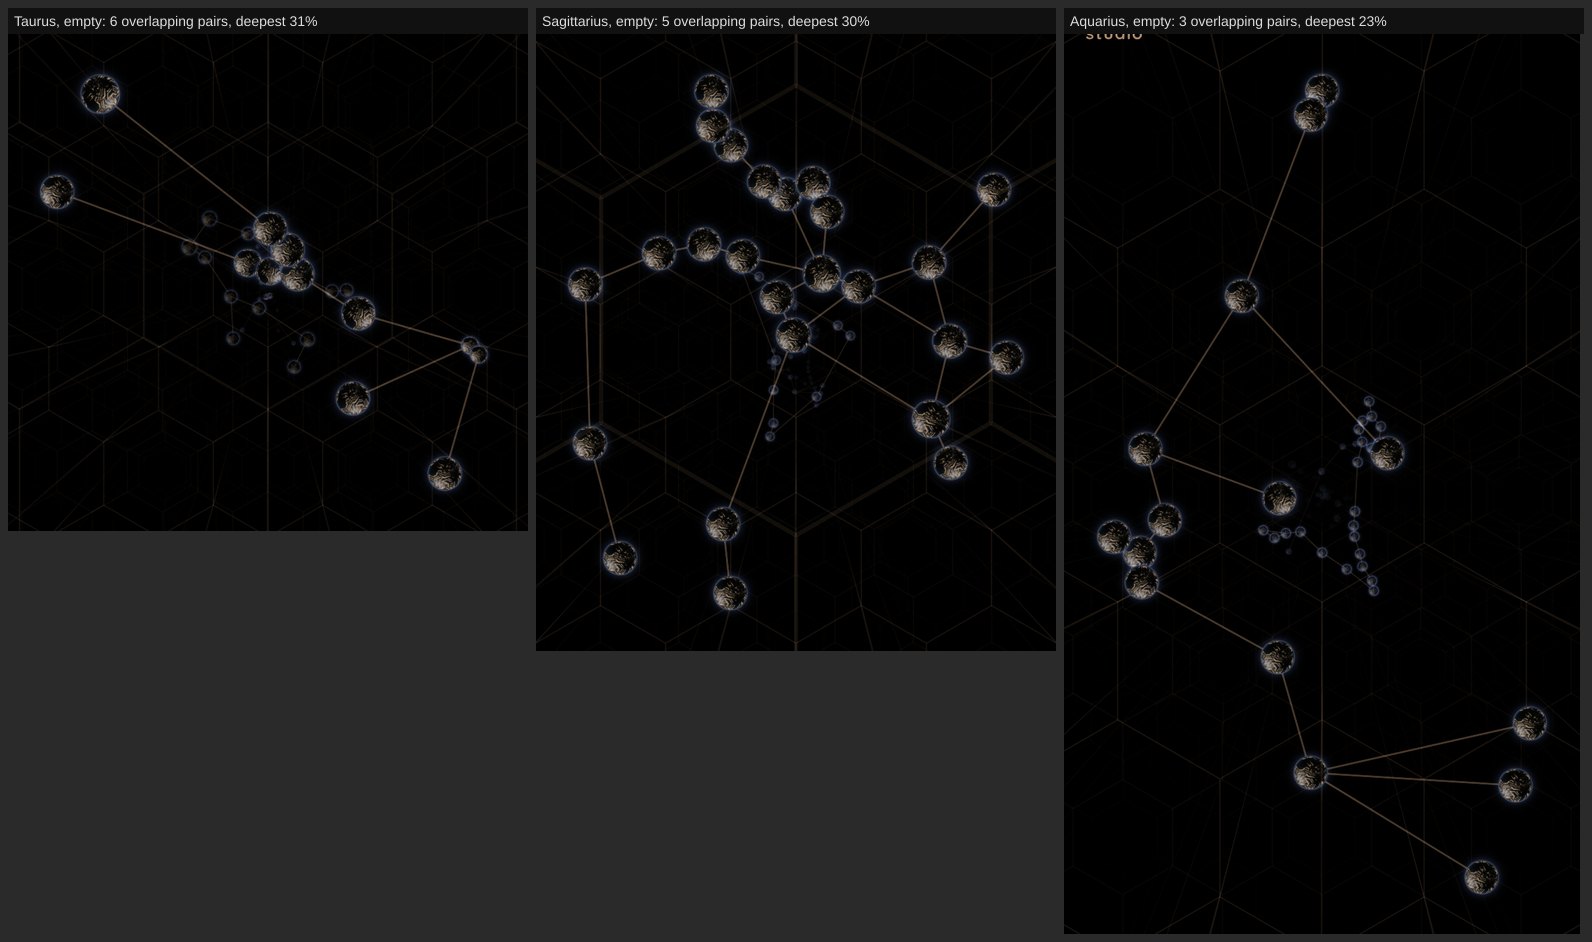 Taurus, empty: 6 overlapping pairs, deepest 31%
Sagittarius, empty: 5 overlapping pairs, deepest 30%
Aquarius, empty: 3 overlapping pairs, deepest 23%
studio